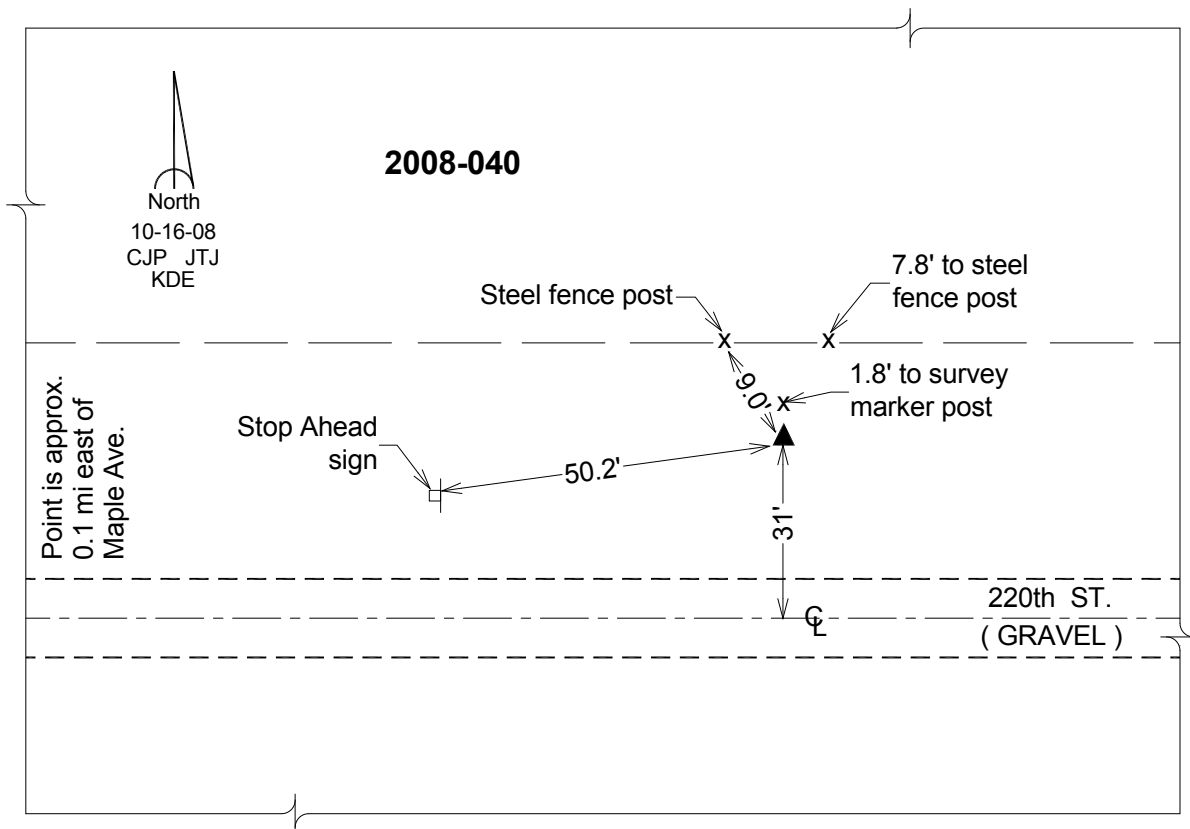 2008-040
North
10-16-08
CJP JTJ
KDE
Steel fence post
7.8' to steel
fence post
9.0'
1.8' to survey
marker post
Point is approx.
0.1 mi east of
Maple Ave.
Stop Ahead
sign
50.2'
31'
CL
220th ST.
( GRAVEL )
x
x
x